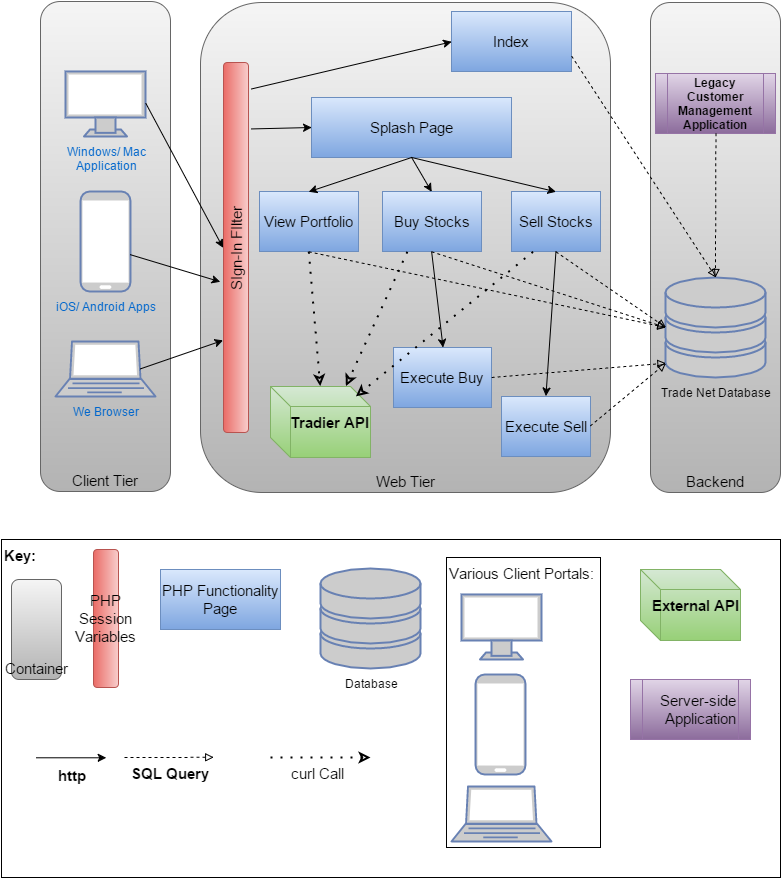 Index
Legacy
Customer
Management
Application
Splash Page
Windows/ Mac
Application
SIgn-In FIlter
View Portfolio
Buy Stocks
Sell Stocks
iOS/ Android Apps
Execute Buy
Trade Net Database
We Browser
Tradier API
Execute Sell
Client Tier
Web Tier
Backend
Key:
PHP
Session
Variables
PHP Functionality
Page
Various Client Portals:
External API
Container
Database
Server-side
Application
http
SQL Query
curl Call